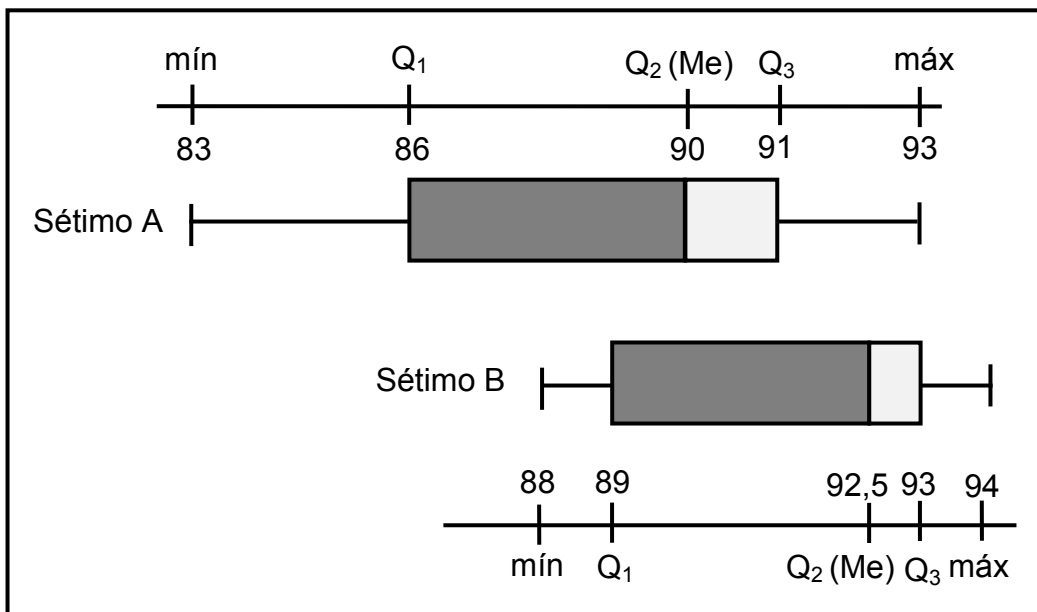 mín Q₁ Q₂ (Me) Q₃ máx
83 86 90 91 93
Sétimo A
Sétimo B
88 89 92,5 93 94
mín Q₁ Q₂ (Me) Q₃ máx